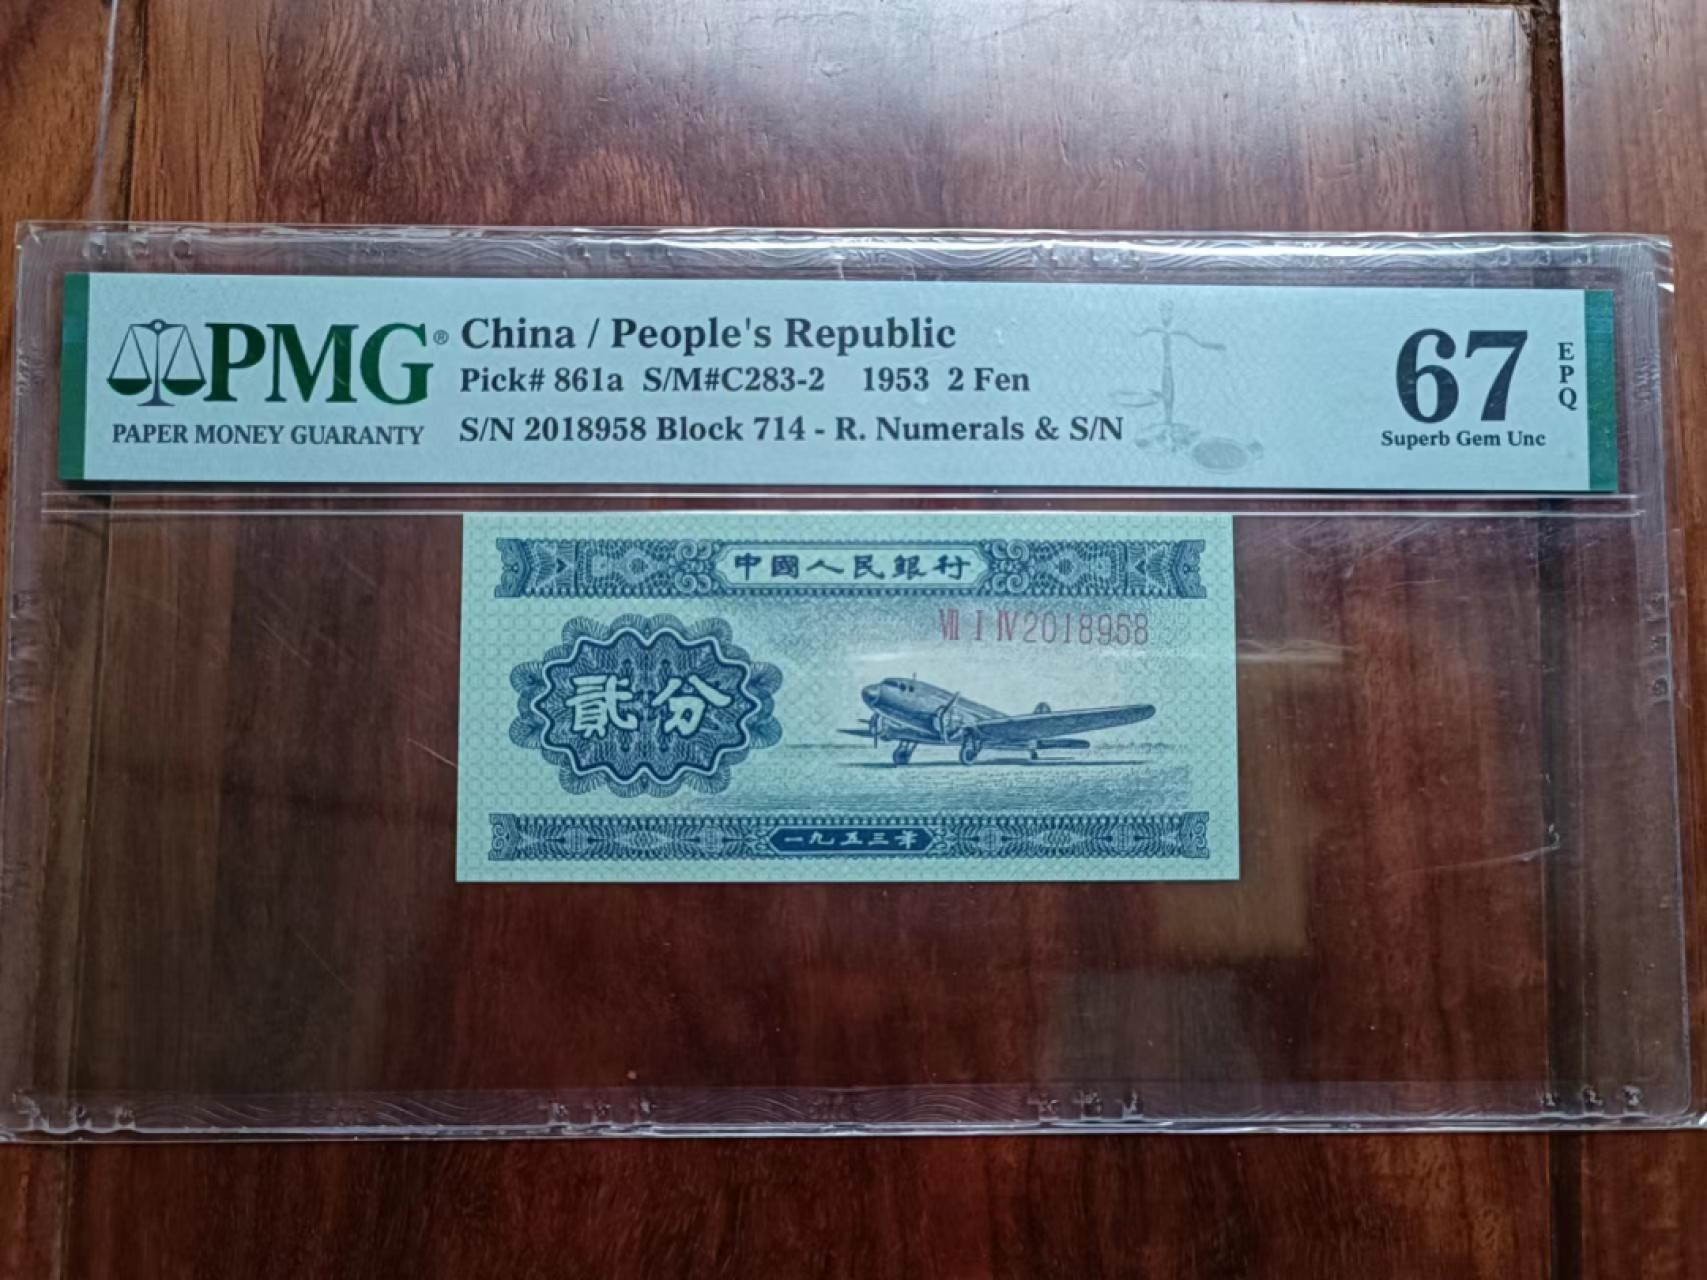 PMG®
PAPER MONEY GUARANTY
China / People's Republic
Pick# 861a S/M#C283-2 1953 2 Fen
S/N 2018958 Block 714 - R. Numerals & S/N
67
EPQ
Superb Gem Unc
中國人民銀行
VII I IV 2018958
貳分
一九五三年